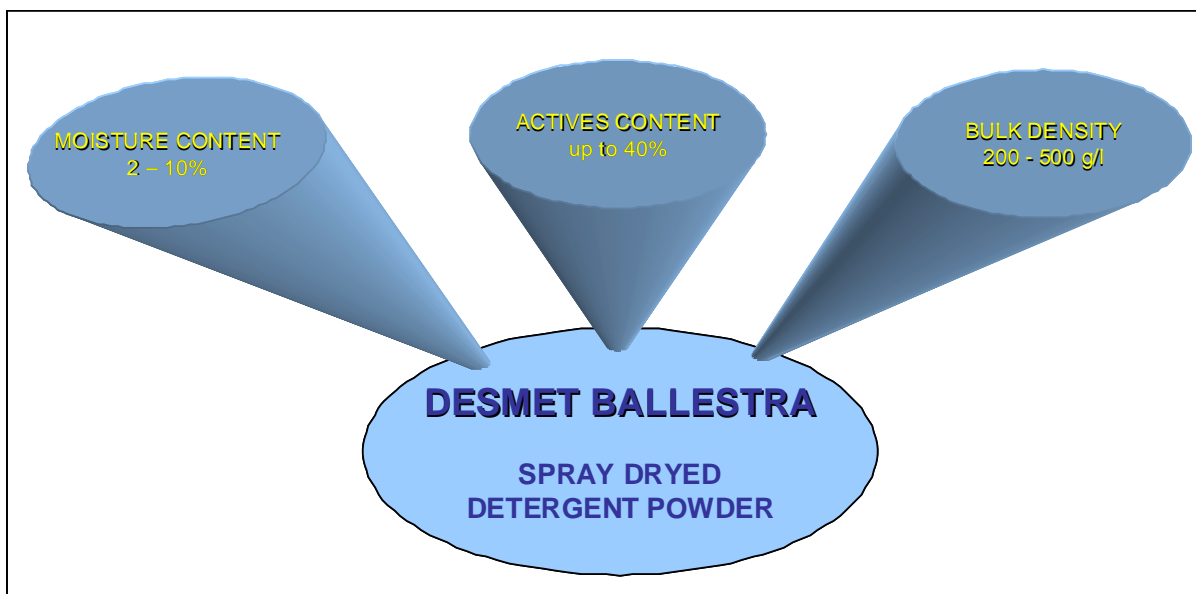 MOISTURE CONTENT
2 – 10%
ACTIVES CONTENT
up to 40%
BULK DENSITY
200 - 500 g/l
DESMET BALLESTRA
SPRAY DRYED
DETERGENT POWDER